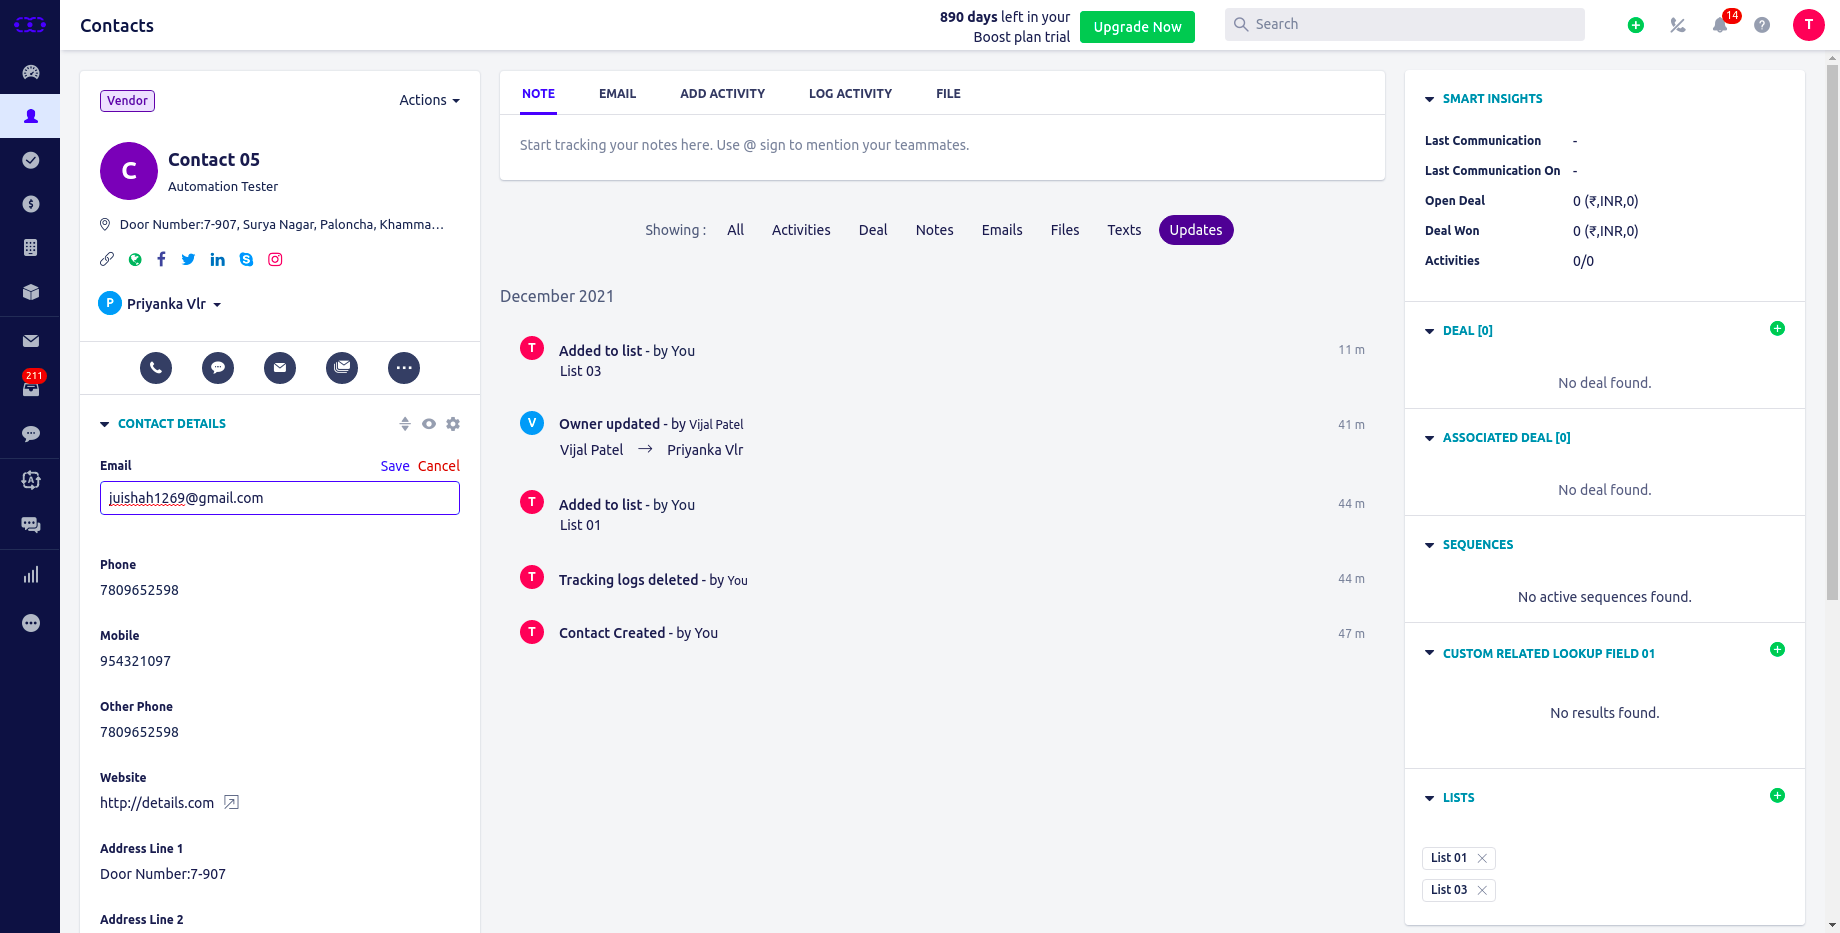 Contacts
890 days left in your
Boost plan trial
Upgrade Now
Search
14
T
211
Vendor
Actions
C
Contact 05
Automation Tester
Door Number:7-907, Surya Nagar, Paloncha, Khamma...
P
Priyanka Vlr
CONTACT DETAILS
Email
Save Cancel
juishah1269@gmail.com
Phone
7809652598
Mobile
954321097
Other Phone
7809652598
Website
http://details.com
Address Line 1
Door Number:7-907
Address Line 2
NOTE EMAIL ADD ACTIVITY LOG ACTIVITY FILE
Start tracking your notes here. Use @ sign to mention your teammates.
Showing : All Activities Deal Notes Emails Files Texts Updates
December 2021
T
Added to list - by You
11 m
List 03
V
Owner updated - by Vijal Patel
41 m
Vijal Patel → Priyanka Vlr
T
Added to list - by You
44 m
List 01
T
Tracking logs deleted - by You
44 m
T
Contact Created - by You
47 m
SMART INSIGHTS
Last Communication -
Last Communication On -
Open Deal 0 (₹,INR,0)
Deal Won 0 (₹,INR,0)
Activities 0/0
DEAL [0]
No deal found.
ASSOCIATED DEAL [0]
No deal found.
SEQUENCES
No active sequences found.
CUSTOM RELATED LOOKUP FIELD 01
No results found.
LISTS
List 01
List 03